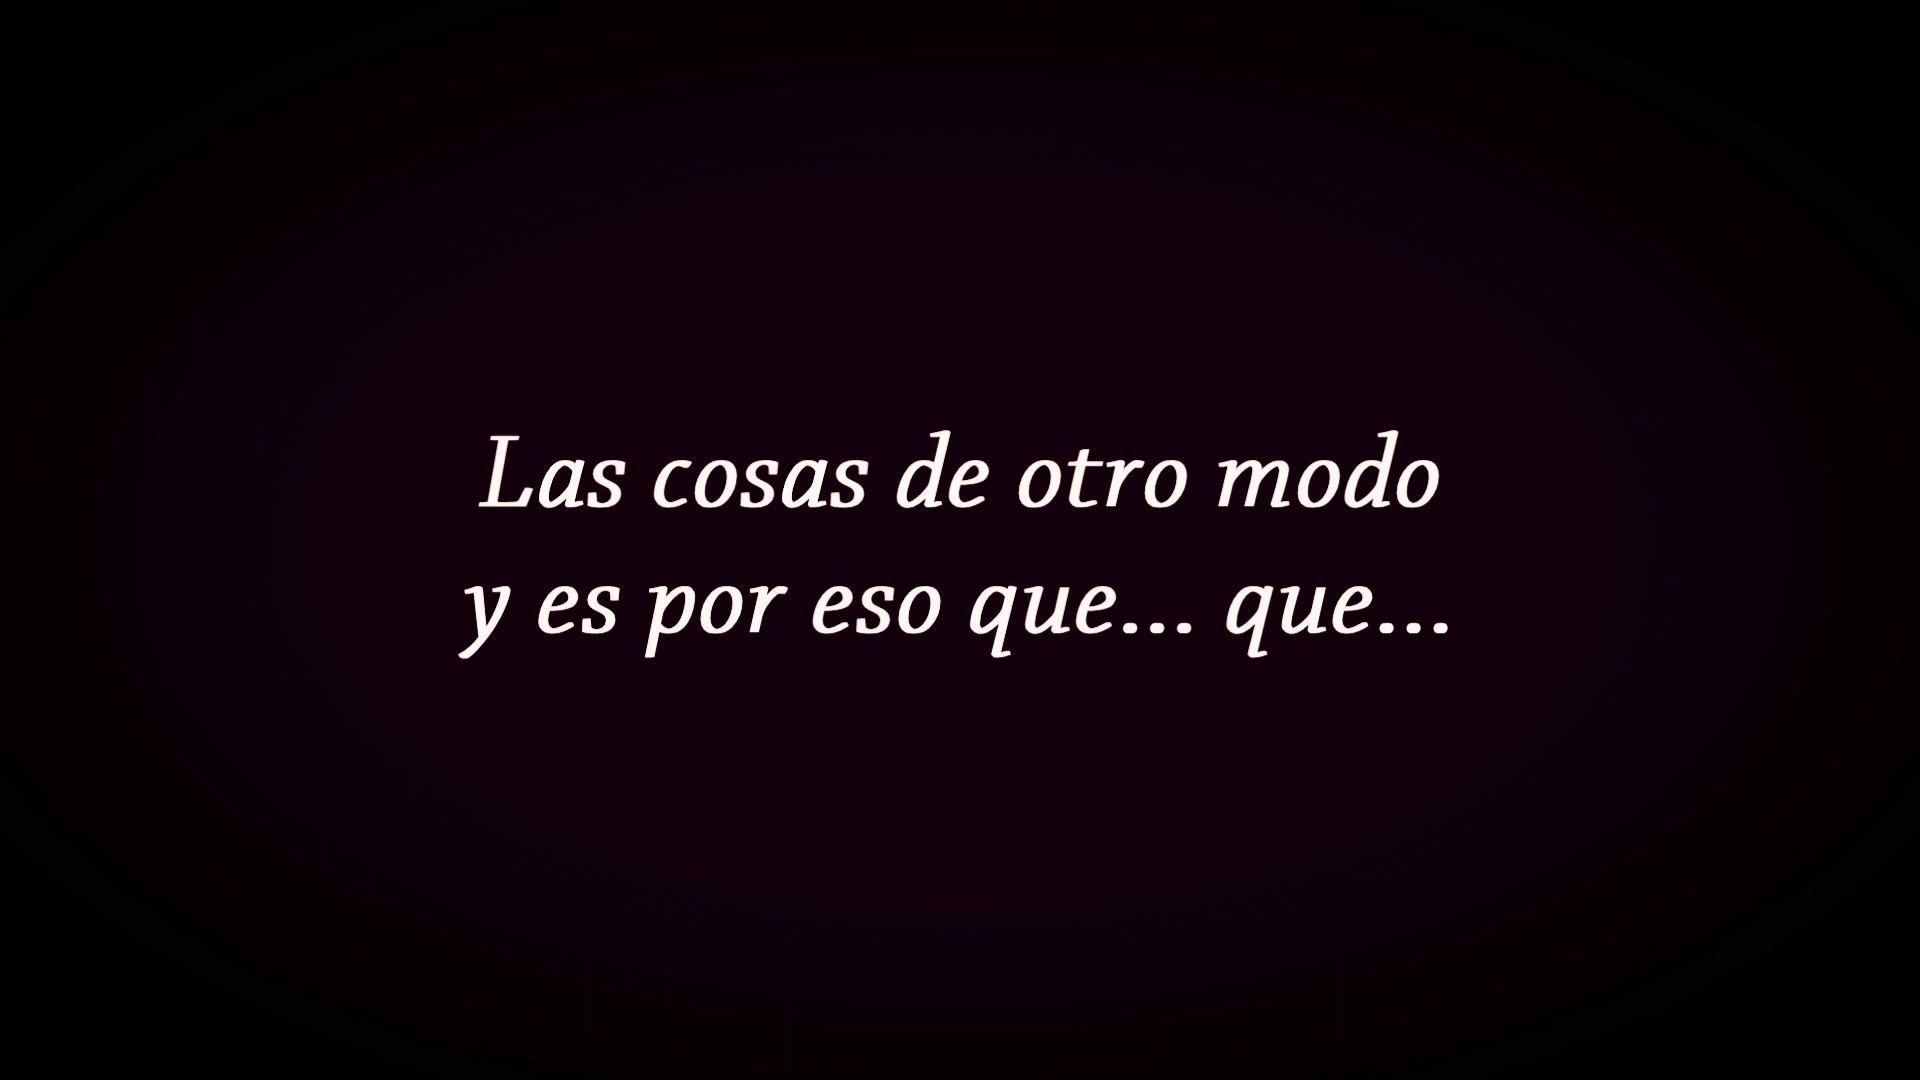 Las cosas de otro modo
y es por eso que... que...